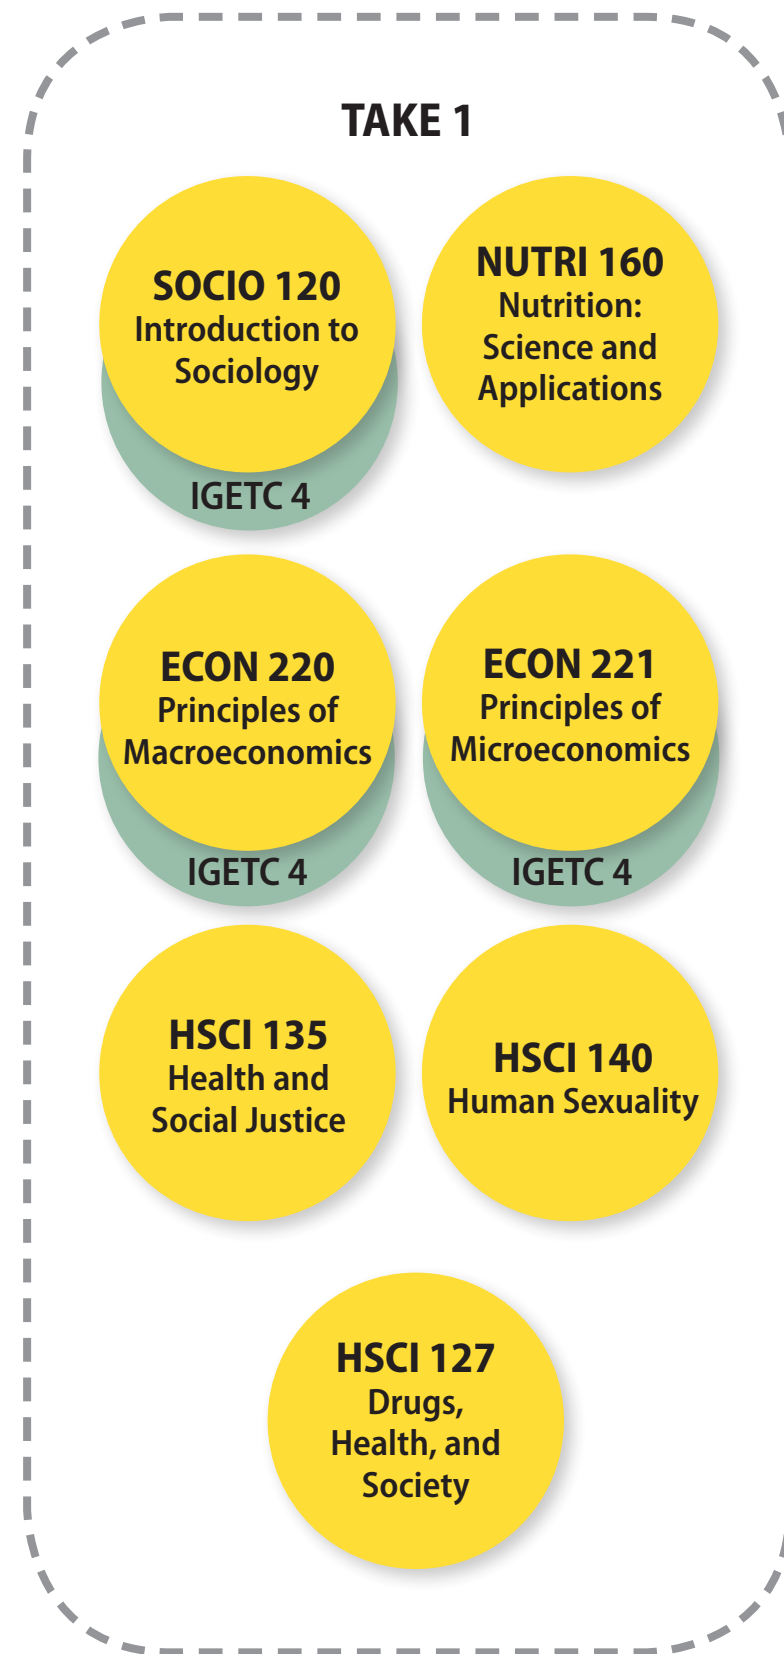 TAKE 1
SOCIO 120
Introduction to
Sociology
IGETC 4
NUTRI 160
Nutrition:
Science and
Applications
ECON 220
Principles of
Macroeconomics
IGETC 4
ECON 221
Principles of
Microeconomics
IGETC 4
HSCI 135
Health and
Social Justice
HSCI 140
Human Sexuality
HSCI 127
Drugs,
Health, and
Society